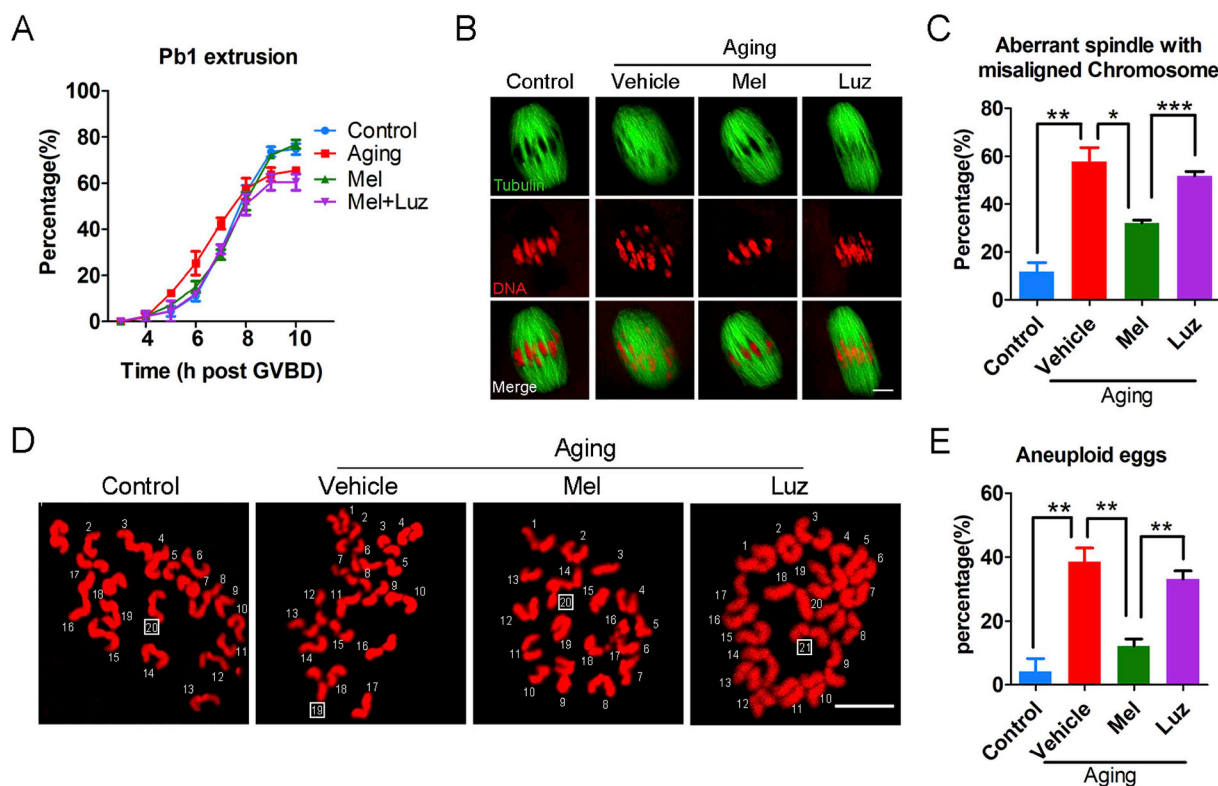 A
Pb1 extrusion
100
80
60
40
20
0
4
6
8
10
Percentage(%)
Time (h post GVBD)
Control
Aging
Mel
Mel+Luz
B
Aging
Control Vehicle Mel Luz
Tubulin
DNA
Merge
C
Aberrant spindle with
misaligned Chromosome
80
60
40
20
0
Percentage(%)
** * ***
Control Vehicle Mel Luz
Aging
D
Aging
Control Vehicle Mel Luz
2 3 4 5 6 7 8 9 10 11 12 13 14 15 16 17 18 19 20
1 2 3 4 5 6 7 8 9 10 11 12 13 14 15 16 17 18 19
1 2 3 4 5 6 7 8 9 10 11 12 13 14 15 16 17 18 19 20
1 2 3 4 5 6 7 8 9 10 11 12 13 14 15 16 17 18 19 20 21
E
Aneuploid eggs
60
40
20
0
percentage(%)
** ** **
Control Vehicle Mel Luz
Aging